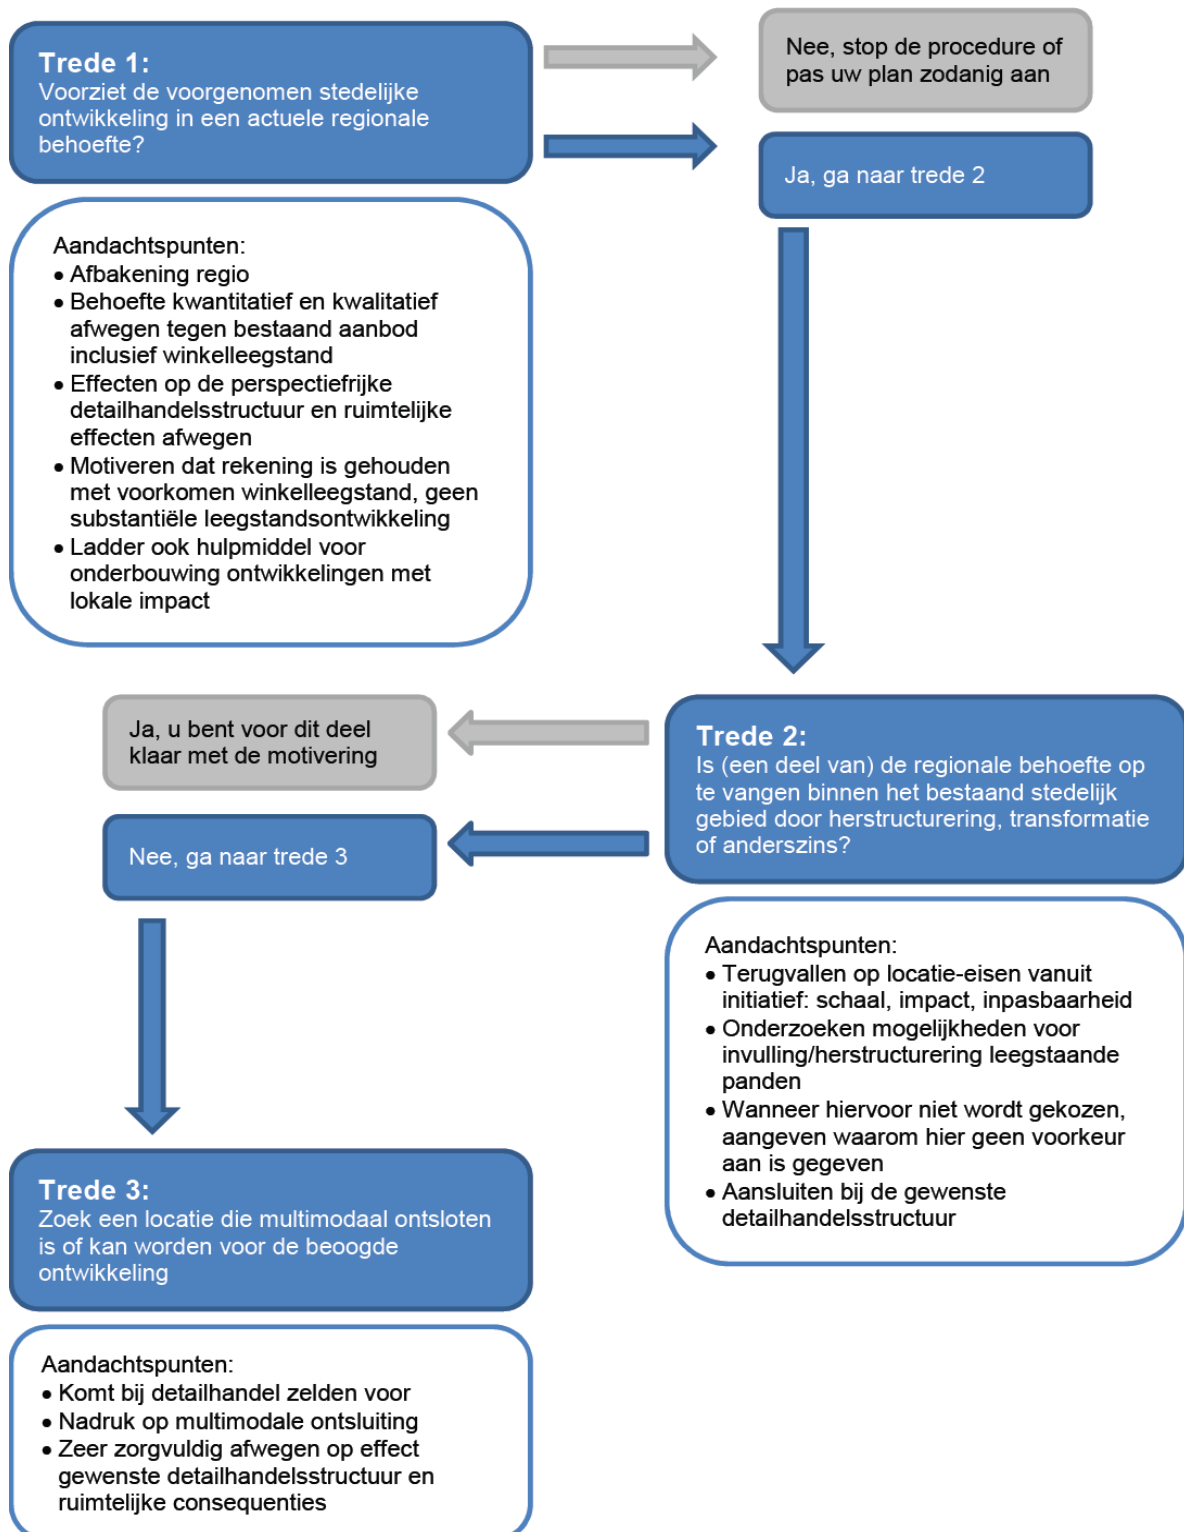 Trede 1:
Voorziet de voorgenomen stedelijke
ontwikkeling in een actuele regionale
behoefte?
Nee, stop de procedure of
pas uw plan zodanig aan
Ja, ga naar trede 2
Aandachtspunten:
• Afbakening regio
• Behoefte kwantitatief en kwalitatief
afwegen tegen bestaand aanbod
inclusief winkelleegstand
• Effecten op de perspectiefrijke
detailhandelsstructuur en ruimtelijke
effecten afwegen
• Motiveren dat rekening is gehouden
met voorkomen winkelleegstand, geen
substantiële leegstandsontwikkeling
• Ladder ook hulpmiddel voor
onderbouwing ontwikkelingen met
lokale impact
Trede 2:
Is (een deel van) de regionale behoefte op
te vangen binnen het bestaand stedelijk
gebied door herstructurering, transformatie
of anderszins?
Ja, u bent voor dit deel
klaar met de motivering
Nee, ga naar trede 3
Aandachtspunten:
• Terugvallen op locatie-eisen vanuit
initiatief: schaal, impact, inpasbaarheid
• Onderzoeken mogelijkheden voor
invulling/herstructurering leegstaande
panden
• Wanneer hiervoor niet wordt gekozen,
aangeven waarom hier geen voorkeur
aan is gegeven
• Aansluiten bij de gewenste
detailhandelsstructuur
Trede 3:
Zoek een locatie die multimodaal ontsloten
is of kan worden voor de beoogde
ontwikkeling
Aandachtspunten:
• Komt bij detailhandel zelden voor
• Nadruk op multimodale ontsluiting
• Zeer zorgvuldig afwegen op effect
gewenste detailhandelsstructuur en
ruimtelijke consequenties